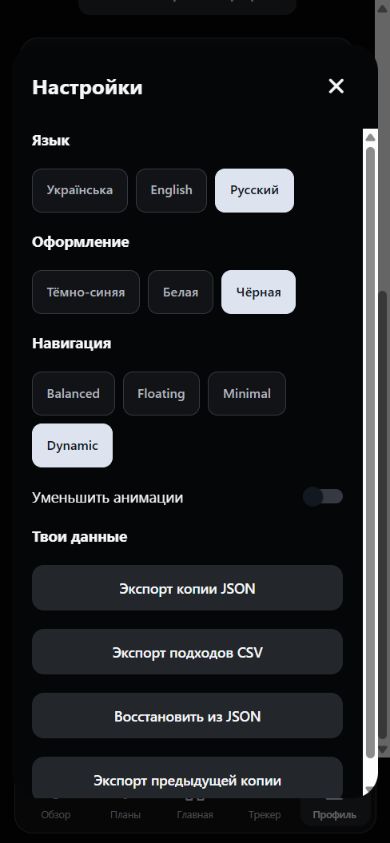 Настройки
Язык
Українська English Русский
Оформление
Тёмно-синяя Белая Чёрная
Навигация
Balanced Floating Minimal
Dynamic
Уменьшить анимации
Твои данные
Экспорт копии JSON
Экспорт подходов CSV
Восстановить из JSON
Экспорт предыдущей копии
Обзор Планы Главная Трекер Профиль